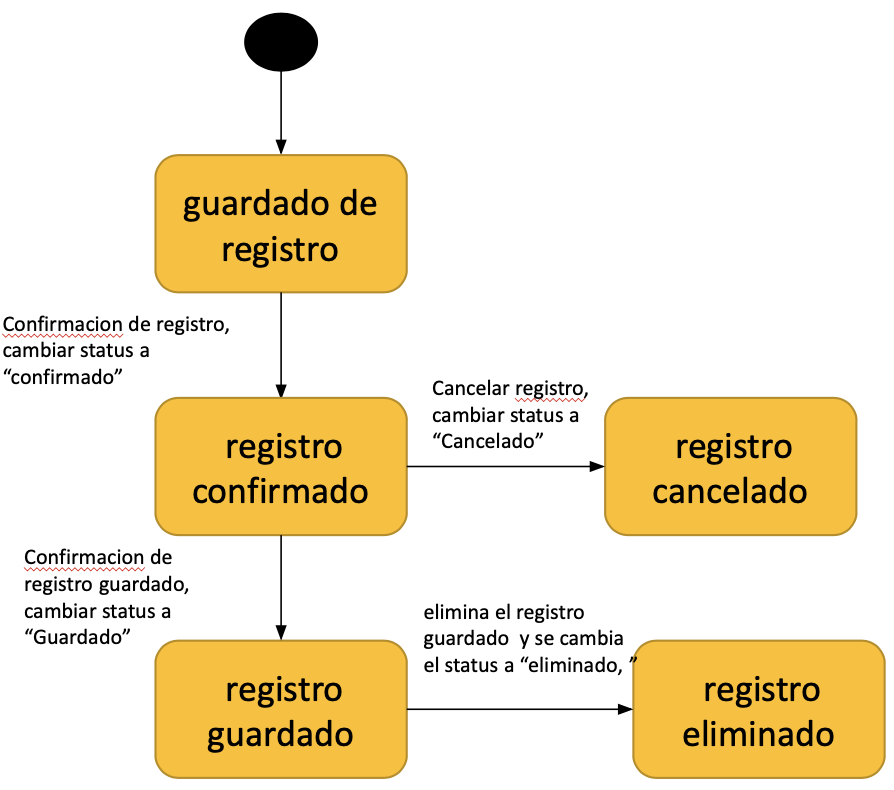 guardado de
registro
Confirmacion de registro,
cambiar status a
“confirmado”
Cancelar registro,
cambiar status a
“Cancelado”
registro
confirmado
registro
cancelado
Confirmacion de
registro guardado,
cambiar status a
“Guardado”
elimina el registro
guardado y se cambia
el status a “eliminado, ”
registro
guardado
registro
eliminado